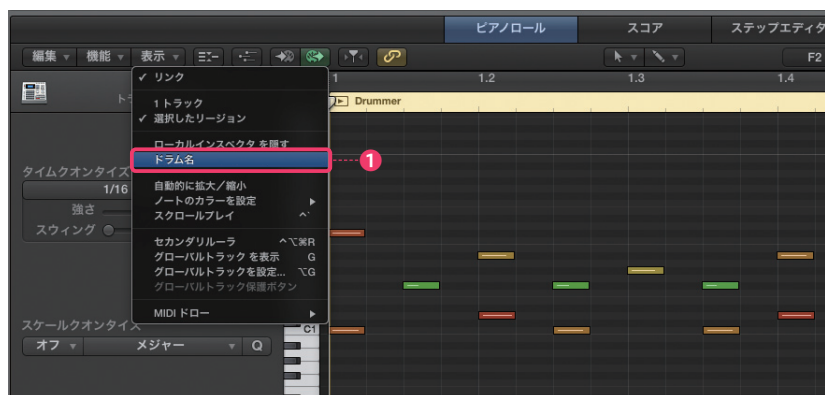 ピアノロール
スコア
ステップエディタ
編集
機能
表示
F2
✓ リンク
1
1.2
1.3
1.4
Drummer
1トラック
✓ 選択したリージョン
ローカルインスペクタ を隠す
ドラム名
1
タイムクオンタイズ
1/16
自動的に拡大／縮小
ノートのカラーを設定
強さ
スクロールプレイ ^`
スウィング
セカンダリルーラ ^⌥⌘R
グローバルトラック を表示 G
グローバルトラックを設定... ⌥G
グローバルトラック保護ボタン
MIDI ドロー
スケールクオンタイズ
C1
オフ
メジャー
Q